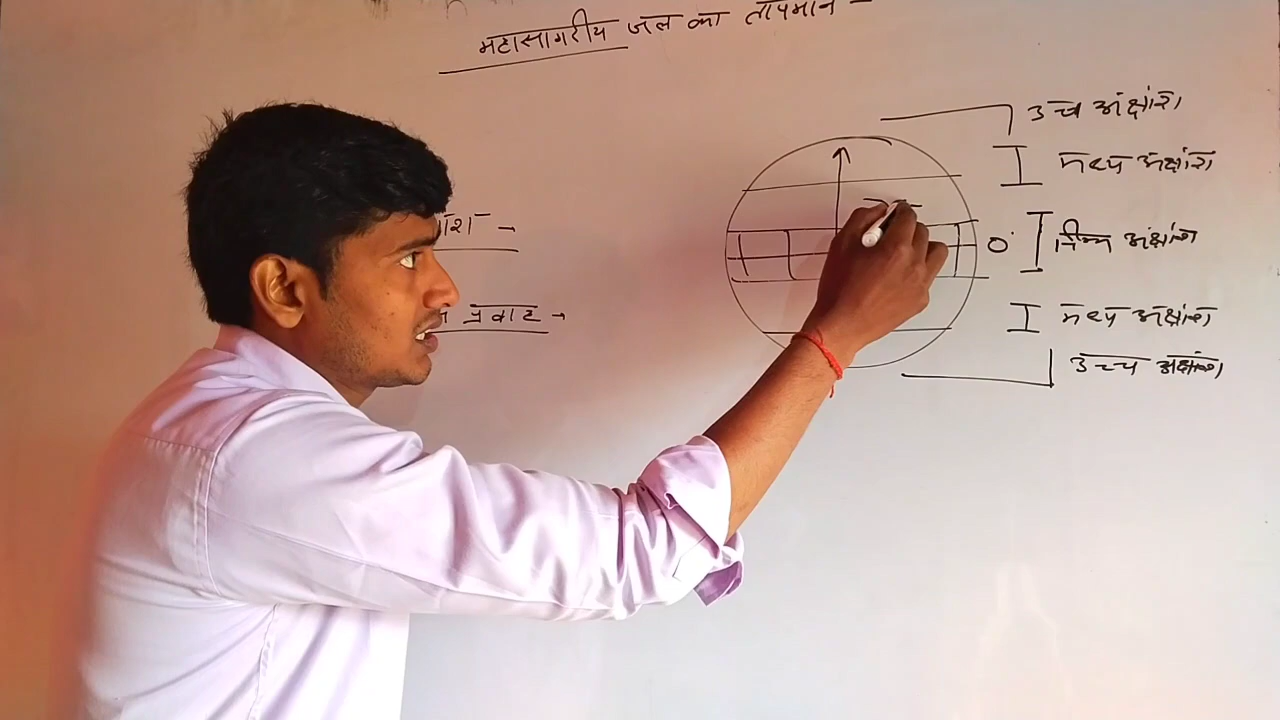 महासागरीय जल का तापमान -
उच्च अक्षांश
मध्य अक्षांश
0° निम्न अक्षांश
मध्य अक्षांश
उच्च अक्षांश
प्रवाह →